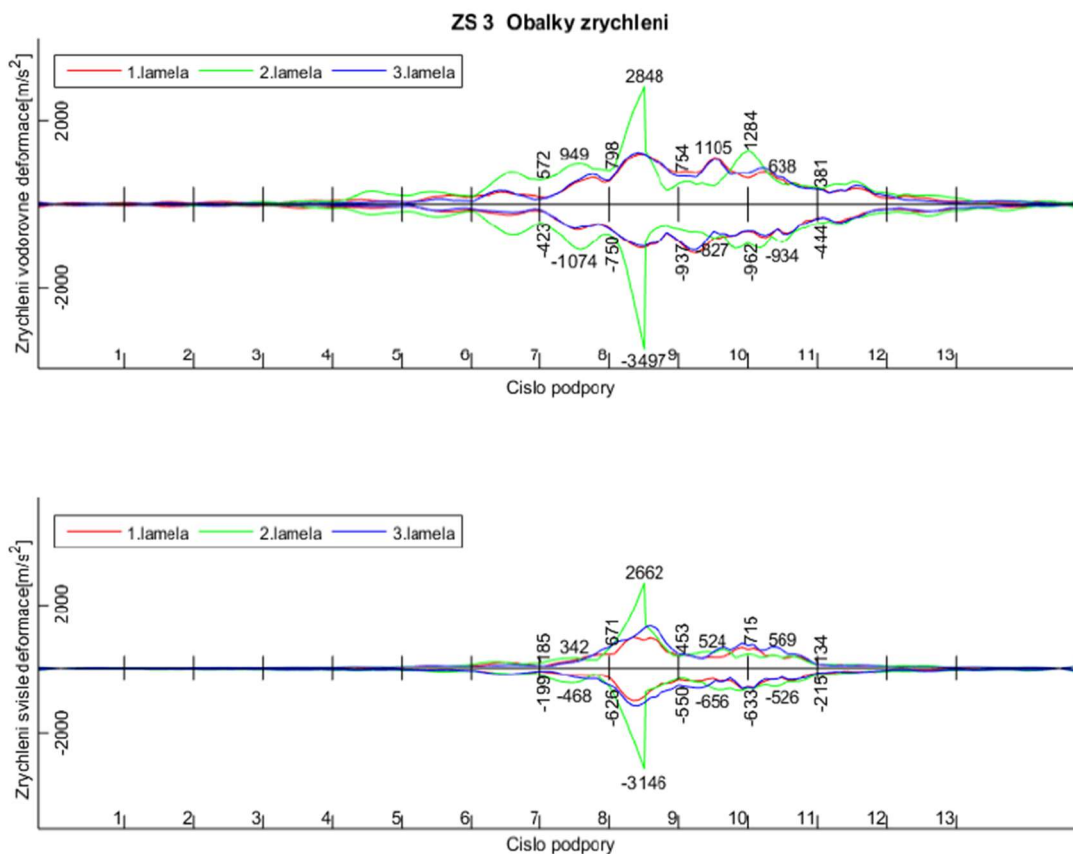 ZS 3 Obalky zrychleni
Zrychleni vodorovne deformace[m/s²]
1.lamela 2.lamela 3.lamela
2000
-2000
572 949 798 2848 754 1105 1284 638 381
-423 -1074 -750 -3497 -937 -827 -962 -934 -444
1 2 3 4 5 6 7 8 9 10 11 12 13
Cislo podpory
Zrychleni svisle deformace[m/s²]
1.lamela 2.lamela 3.lamela
2000
-2000
185 342 671 2662 453 524 715 569 134
-199 -468 -626 -3146 -550 -656 -633 -526 -215
1 2 3 4 5 6 7 8 9 10 11 12 13
Cislo podpory